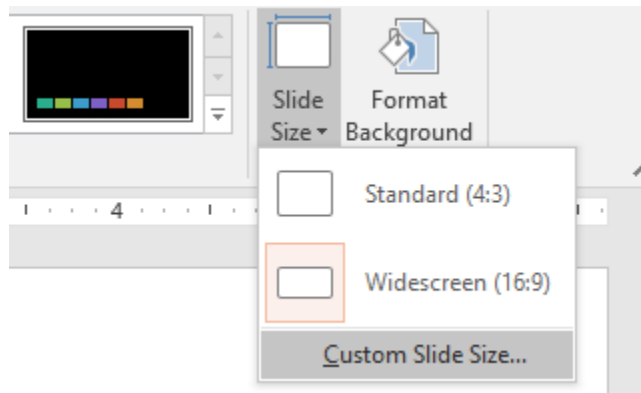 Slide
Size
Format
Background
4
Standard (4:3)
Widescreen (16:9)
Custom Slide Size...